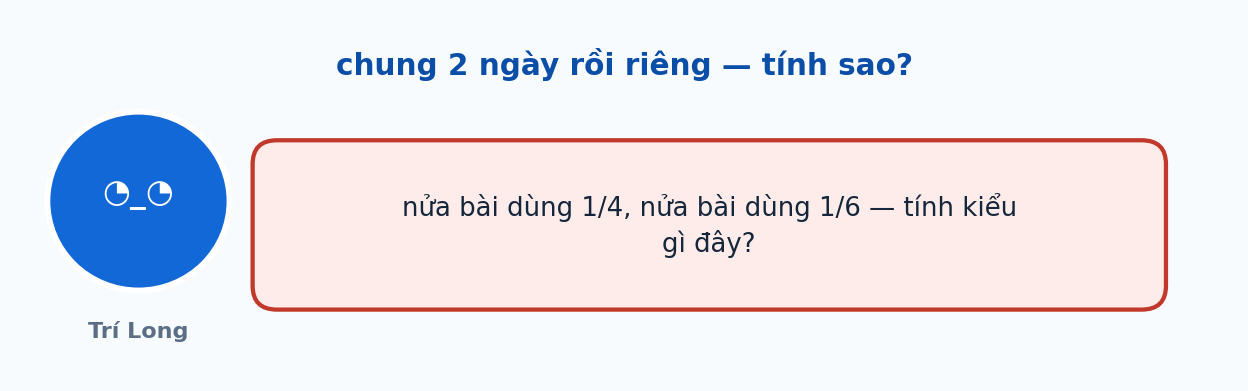 chung 2 ngày rồi riêng — tính sao?
◔_◔
nửa bài dùng 1/4, nửa bài dùng 1/6 — tính kiểu
gì đây?
Trí Long